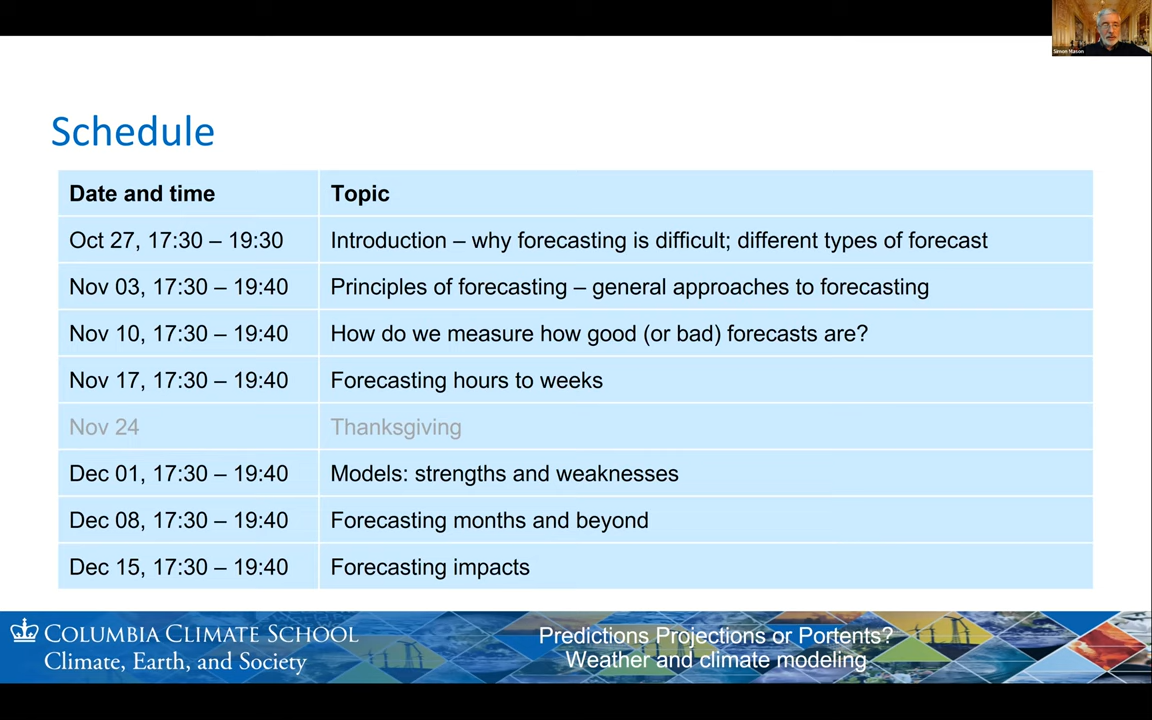 Simon Mason
Schedule
Date and time Topic
Oct 27, 17:30 – 19:30 Introduction – why forecasting is difficult; different types of forecast
Nov 03, 17:30 – 19:40 Principles of forecasting – general approaches to forecasting
Nov 10, 17:30 – 19:40 How do we measure how good (or bad) forecasts are?
Nov 17, 17:30 – 19:40 Forecasting hours to weeks
Nov 24 Thanksgiving
Dec 01, 17:30 – 19:40 Models: strengths and weaknesses
Dec 08, 17:30 – 19:40 Forecasting months and beyond
Dec 15, 17:30 – 19:40 Forecasting impacts
COLUMBIA CLIMATE SCHOOL
Climate, Earth, and Society
Predictions Projections or Portents?
Weather and climate modeling